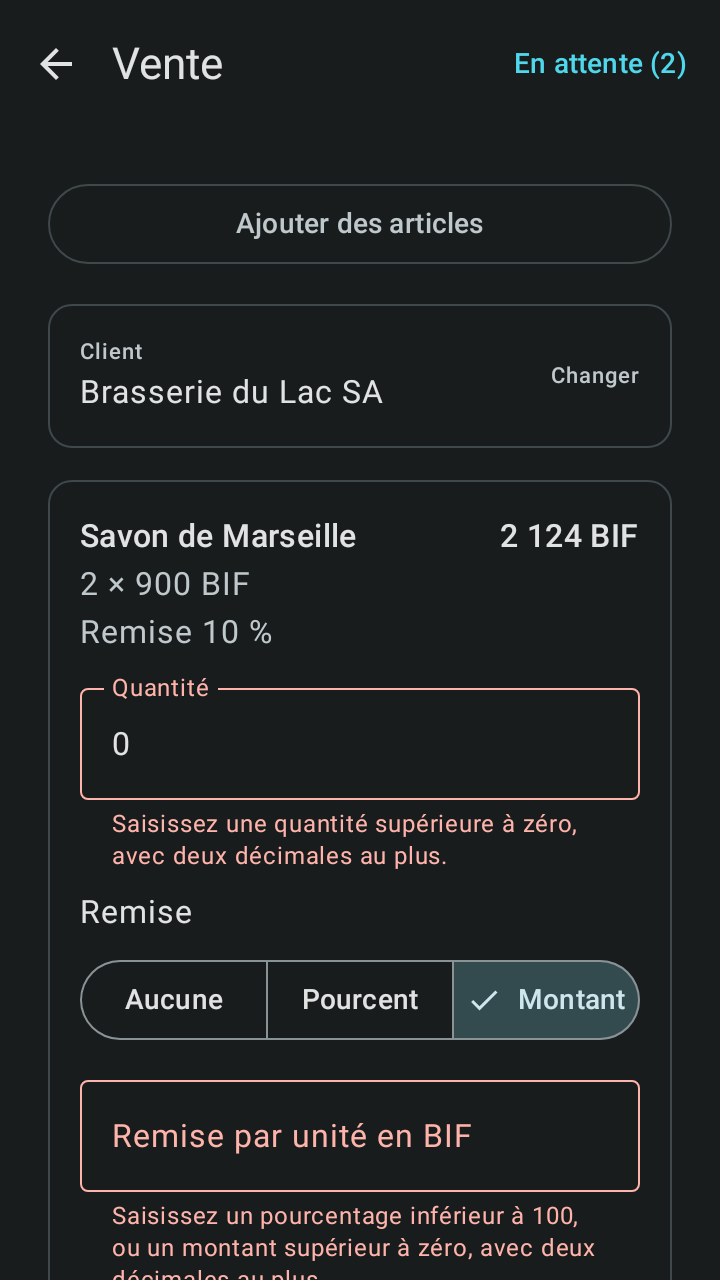 Vente
En attente (2)
Ajouter des articles
Client
Brasserie du Lac SA
Changer
Savon de Marseille
2 124 BIF
2 × 900 BIF
Remise 10 %
Quantité
0
Saisissez une quantité supérieure à zéro,
avec deux décimales au plus.
Remise
Aucune
Pourcent
Montant
Remise par unité en BIF
Saisissez un pourcentage inférieur à 100,
ou un montant supérieur à zéro, avec deux
décimales au plus.